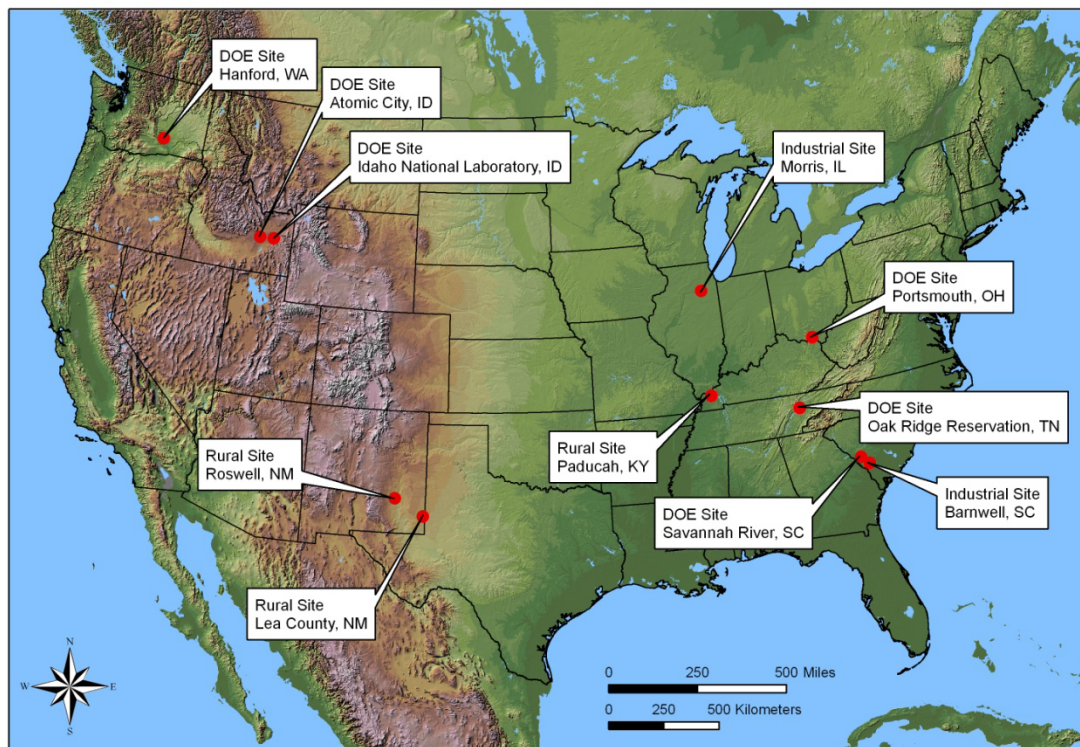 DOE Site
Hanford, WA
DOE Site
Atomic City, ID
DOE Site
Idaho National Laboratory, ID
Industrial Site
Morris, IL
DOE Site
Portsmouth, OH
DOE Site
Oak Ridge Reservation, TN
Rural Site
Paducah, KY
Rural Site
Roswell, NM
Industrial Site
Barnwell, SC
DOE Site
Savannah River, SC
Rural Site
Lea County, NM
N
W
E
S
0 250 500 Miles
0 250 500 Kilometers